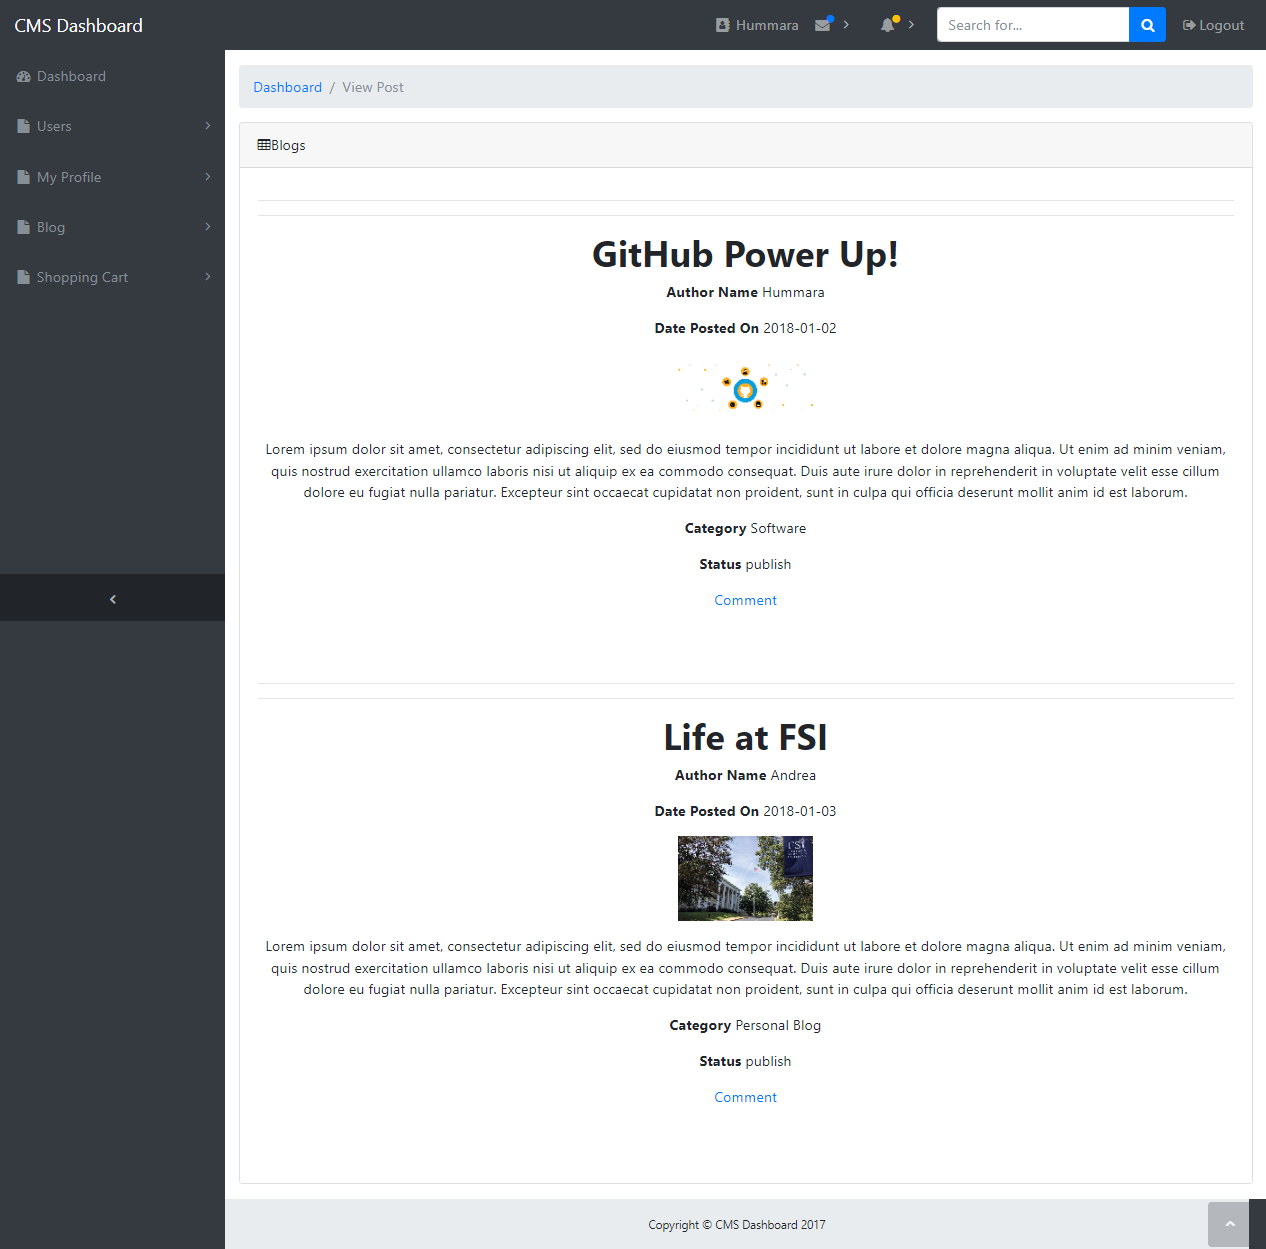 CMS Dashboard
Hummara
Search for...
Logout
Dashboard
Users
My Profile
Blog
Shopping Cart
Dashboard / View Post
Blogs
GitHub Power Up!
Author Name Hummara
Date Posted On 2018-01-02
Lorem ipsum dolor sit amet, consectetur adipiscing elit, sed do eiusmod tempor incididunt ut labore et dolore magna aliqua. Ut enim ad minim veniam,
quis nostrud exercitation ullamco laboris nisi ut aliquip ex ea commodo consequat. Duis aute irure dolor in reprehenderit in voluptate velit esse cillum
dolore eu fugiat nulla pariatur. Excepteur sint occaecat cupidatat non proident, sunt in culpa qui officia deserunt mollit anim id est laborum.
Category Software
Status publish
Comment
Life at FSI
Author Name Andrea
Date Posted On 2018-01-03
FSI
Lorem ipsum dolor sit amet, consectetur adipiscing elit, sed do eiusmod tempor incididunt ut labore et dolore magna aliqua. Ut enim ad minim veniam,
quis nostrud exercitation ullamco laboris nisi ut aliquip ex ea commodo consequat. Duis aute irure dolor in reprehenderit in voluptate velit esse cillum
dolore eu fugiat nulla pariatur. Excepteur sint occaecat cupidatat non proident, sunt in culpa qui officia deserunt mollit anim id est laborum.
Category Personal Blog
Status publish
Comment
Copyright © CMS Dashboard 2017